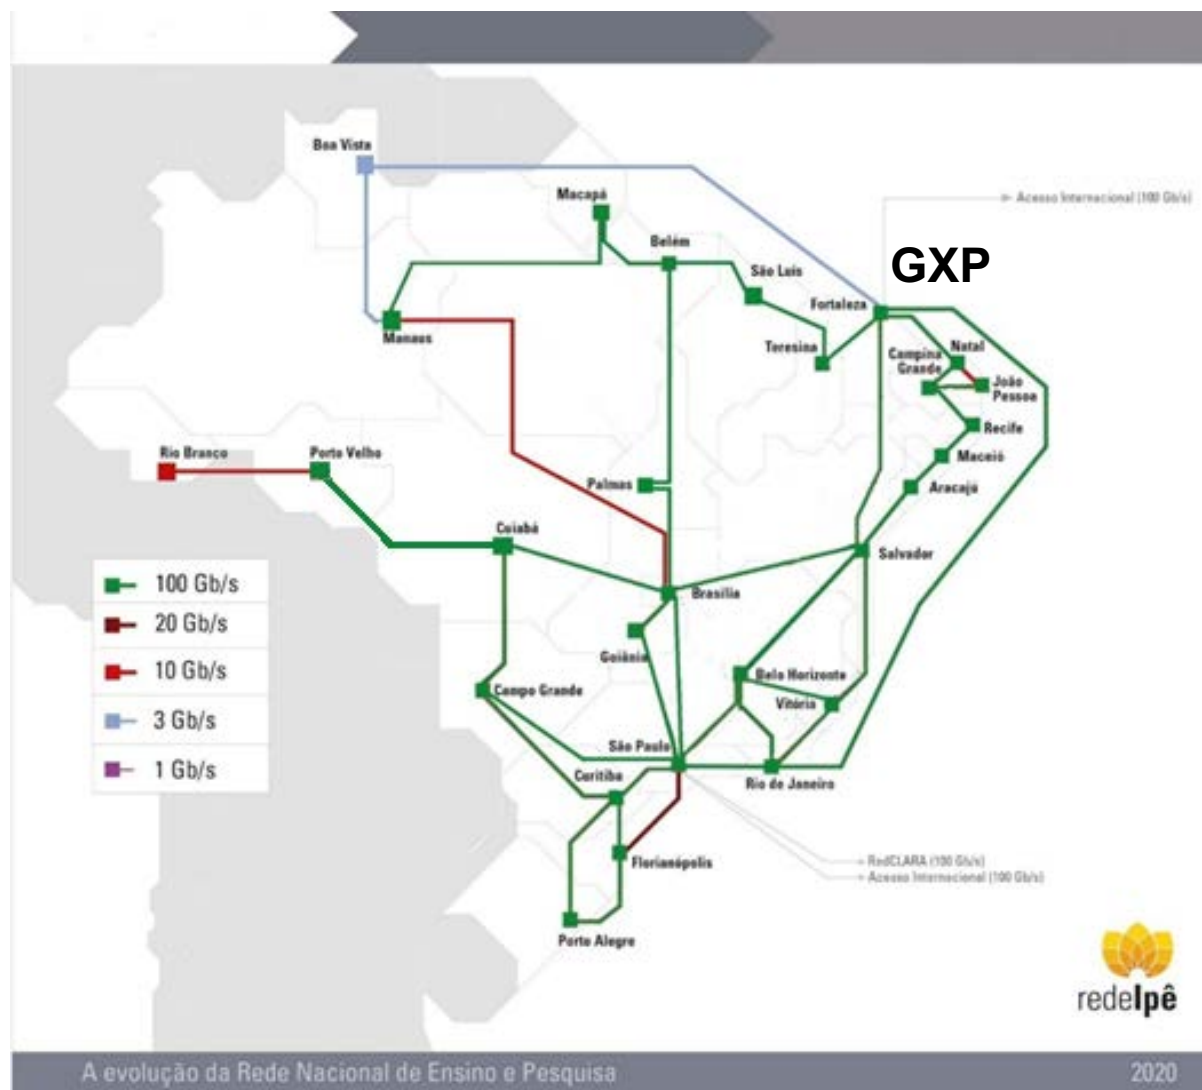 Boa Vista
Macapá
Acesso Internacional (100 Gb/s)
Belém
GXP
São Luís
Fortaleza
Manaus
Teresina
Natal
Campina
Grande
João
Pessoa
Recife
Rio Branco
Porto Velho
Maceió
Palmas
Aracajú
Cuiabá
Salvador
100 Gb/s
Brasília
20 Gb/s
Goiânia
10 Gb/s
Belo Horizonte
Campo Grande
Vitória
3 Gb/s
São Paulo
1 Gb/s
Curitiba
Rio de Janeiro
Florianópolis
RedCLARA (100 Gb/s)
Acesso Internacional (100 Gb/s)
Porto Alegre
redeIpê
A evolução da Rede Nacional de Ensino e Pesquisa
2020